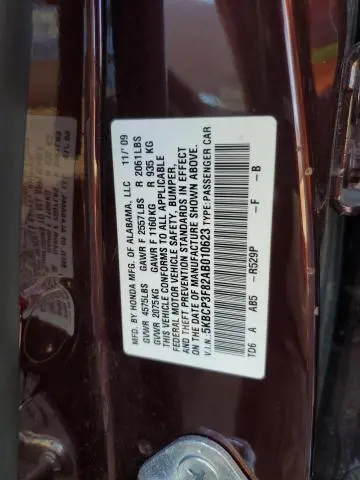 MFD. BY HONDA MFG. OF ALABAMA, LLC 11/'09
GVWR 4575LBS GAWR F 2557LBS R 2061LBS
GVWR 2075KG GAWR F 1160KG R 935 KG
THIS VEHICLE CONFORMS TO ALL APPLICABLE
FEDERAL MOTOR VEHICLE SAFETY, BUMPER,
AND THEFT PREVENTION STANDARDS IN EFFECT
ON THE DATE OF MANUFACTURE SHOWN ABOVE.
V.I.N.:5KBCP3F82AB010623 TYPE:PASSENGER CAR
TD6 A AB5 -R529P -F -B